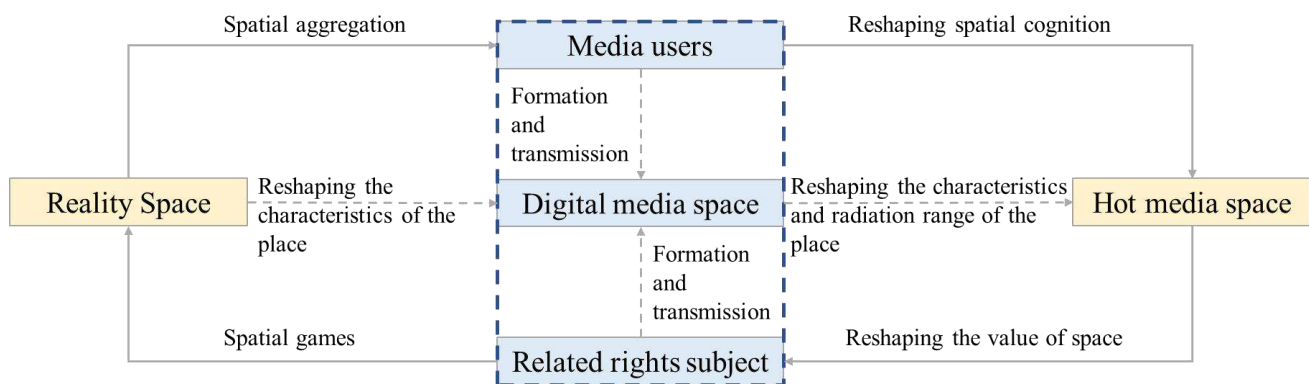 Spatial aggregation
Media users
Reshaping spatial cognition
Formation
and
transmission
Reality Space
Reshaping the
characteristics of the
place
Digital media space
Reshaping the characteristics
and radiation range of the
place
Hot media space
Formation
and
transmission
Spatial games
Related rights subject
Reshaping the value of space